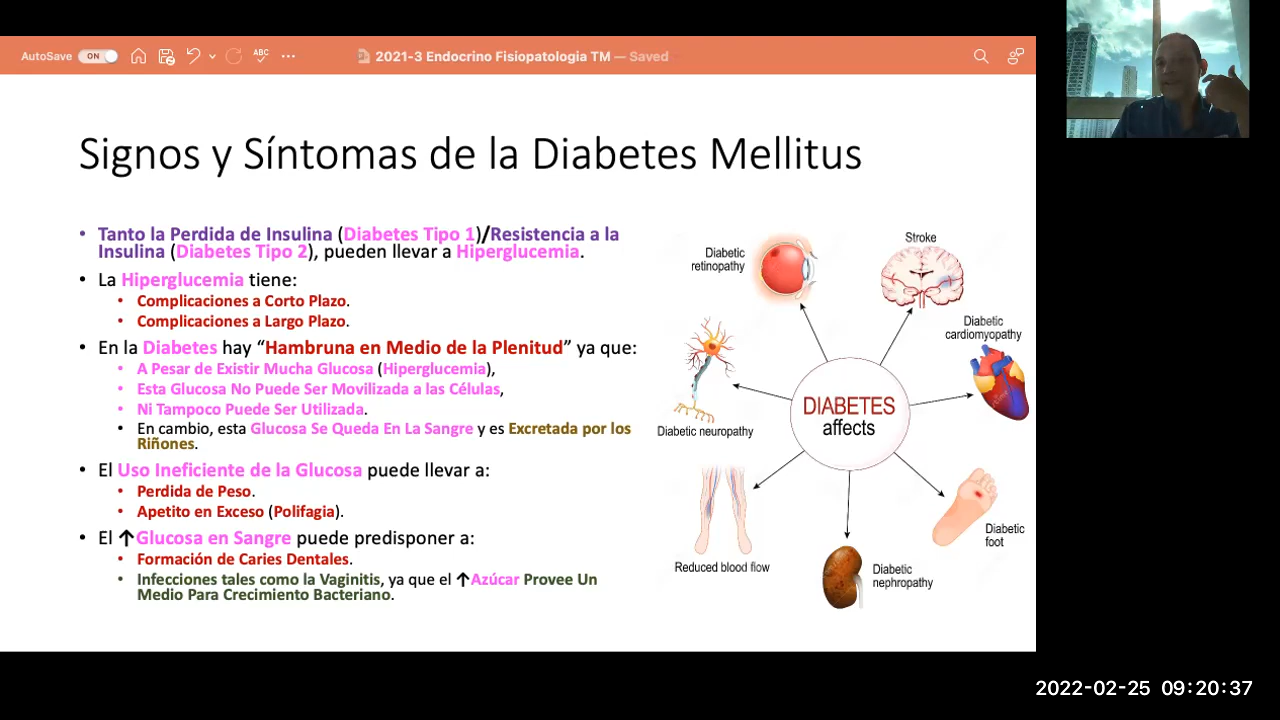 AutoSave ON ABC 2021-3 Endocrino Fisiopatologia TM — Saved
Signos y Síntomas de la Diabetes Mellitus
• Tanto la Perdida de Insulina (Diabetes Tipo 1)/Resistencia a la
Insulina (Diabetes Tipo 2), pueden llevar a Hiperglucemia.
• La Hiperglucemia tiene:
• Complicaciones a Corto Plazo.
• Complicaciones a Largo Plazo.
• En la Diabetes hay “Hambruna en Medio de la Plenitud” ya que:
• A Pesar de Existir Mucha Glucosa (Hiperglucemia),
• Esta Glucosa No Puede Ser Movilizada a las Células,
• Ni Tampoco Puede Ser Utilizada.
• En cambio, esta Glucosa Se Queda En La Sangre y es Excretada por los
Riñones.
• El Uso Ineficiente de la Glucosa puede llevar a:
• Perdida de Peso.
• Apetito en Exceso (Polifagia).
• El ↑Glucosa en Sangre puede predisponer a:
• Formación de Caries Dentales.
• Infecciones tales como la Vaginitis, ya que el ↑Azúcar Provee Un
Medio Para Crecimiento Bacteriano.
Diabetic
retinopathy
Stroke
Diabetic
cardiomyopathy
Diabetic neuropathy
DIABETES
affects
Diabetic
foot
Reduced blood flow
Diabetic
nephropathy
2022-02-25 09:20:37